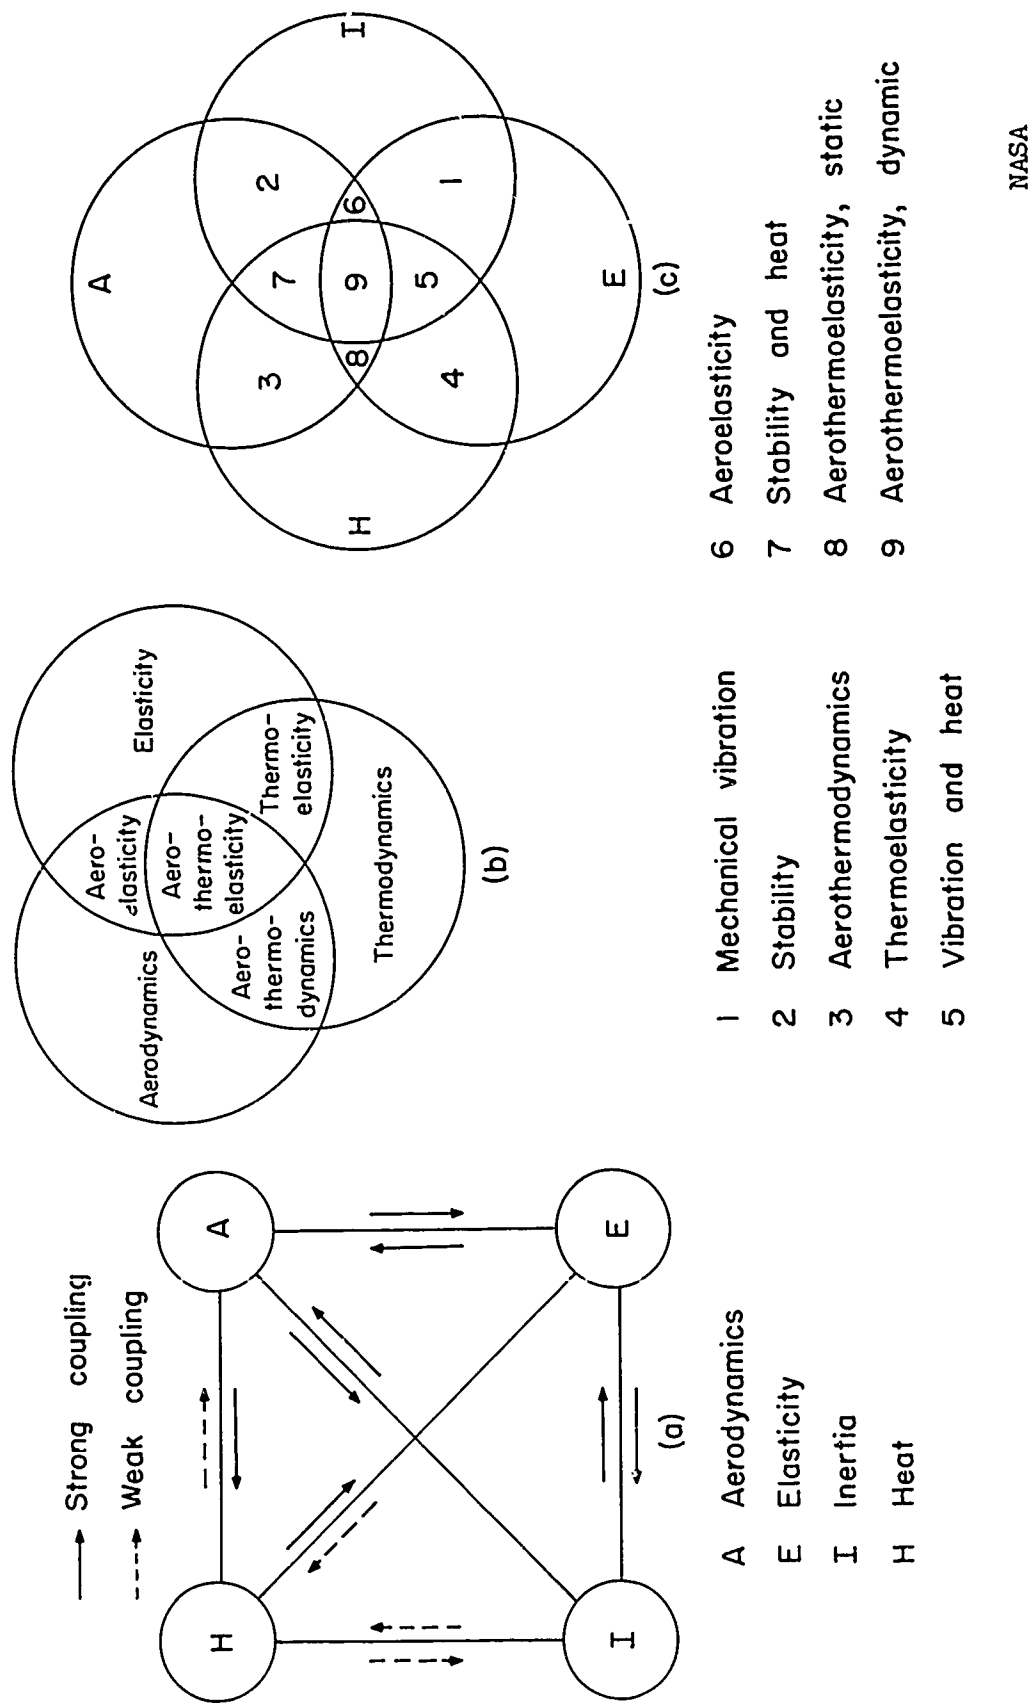 Strong coupling
Weak coupling
H
A
I
E
(a)
A Aerodynamics
E Elasticity
I Inertia
H Heat
Aerodynamics
Elasticity
Aero-
elasticity
Aero-
thermo-
elasticity
Aero-
thermo-
dynamics
Thermo-
elasticity
Thermodynamics
(b)
A
H
I
E
3
2
7
8
9
6
5
4
1
(c)
1 Mechanical vibration
2 Stability
3 Aerothermodynamics
4 Thermoelasticity
5 Vibration and heat
6 Aeroelasticity
7 Stability and heat
8 Aerothermoelasticity, static
9 Aerothermoelasticity, dynamic
NASA